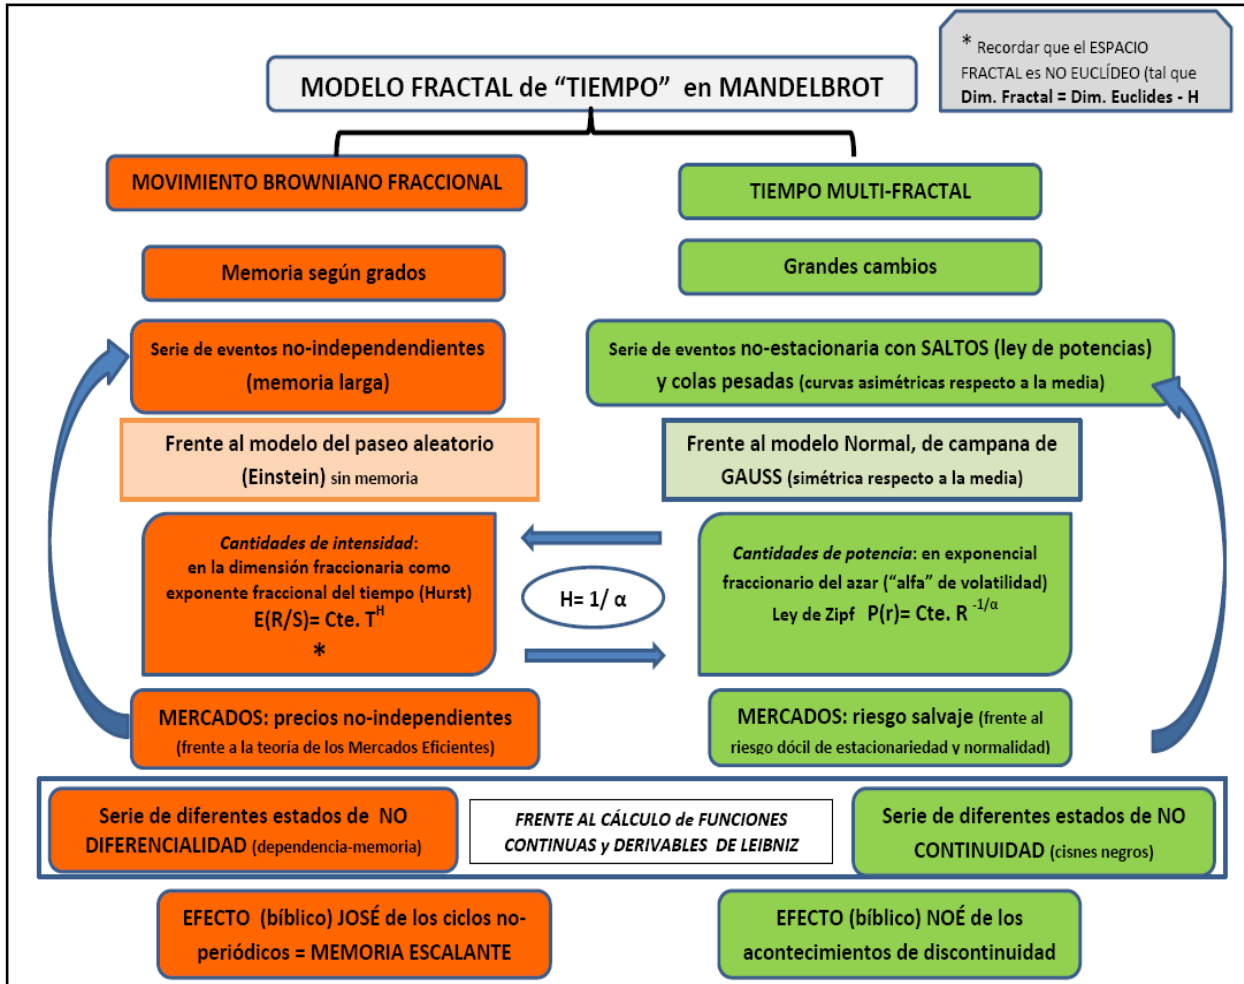 * Recordar que el ESPACIO
FRACTAL es NO EUCLÍDEO (tal que
Dim. Fractal = Dim. Euclides - H
MODELO FRACTAL de “TIEMPO” en MANDELBROT
MOVIMIENTO BROWNIANO FRACCIONAL
TIEMPO MULTI-FRACTAL
Memoria según grados
Grandes cambios
Serie de eventos no-independendientes
(memoria larga)
Serie de eventos no-estacionaria con SALTOS (ley de potencias)
y colas pesadas (curvas asimétricas respecto a la media)
Frente al modelo del paseo aleatorio
(Einstein) sin memoria
Frente al modelo Normal, de campana de
GAUSS (simétrica respecto a la media)
Cantidades de intensidad:
en la dimensión fraccionaria como
exponente fraccional del tiempo (Hurst)
E(R/S)= Cte. T^H
*
H= 1/ α
Cantidades de potencia: en exponencial
fraccionario del azar (“alfa” de volatilidad)
Ley de Zipf P(r)= Cte. R^-1/α
MERCADOS: precios no-independientes
(frente a la teoría de los Mercados Eficientes)
MERCADOS: riesgo salvaje (frente al
riesgo dócil de estacionariedad y normalidad)
Serie de diferentes estados de NO
DIFERENCIALIDAD (dependencia-memoria)
FRENTE AL CÁLCULO de FUNCIONES
CONTINUAS y DERIVABLES DE LEIBNIZ
Serie de diferentes estados de NO
CONTINUIDAD (cisnes negros)
EFECTO (bíblico) JOSÉ de los ciclos no-
periódicos = MEMORIA ESCALANTE
EFECTO (bíblico) NOÉ de los
acontecimientos de discontinuidad